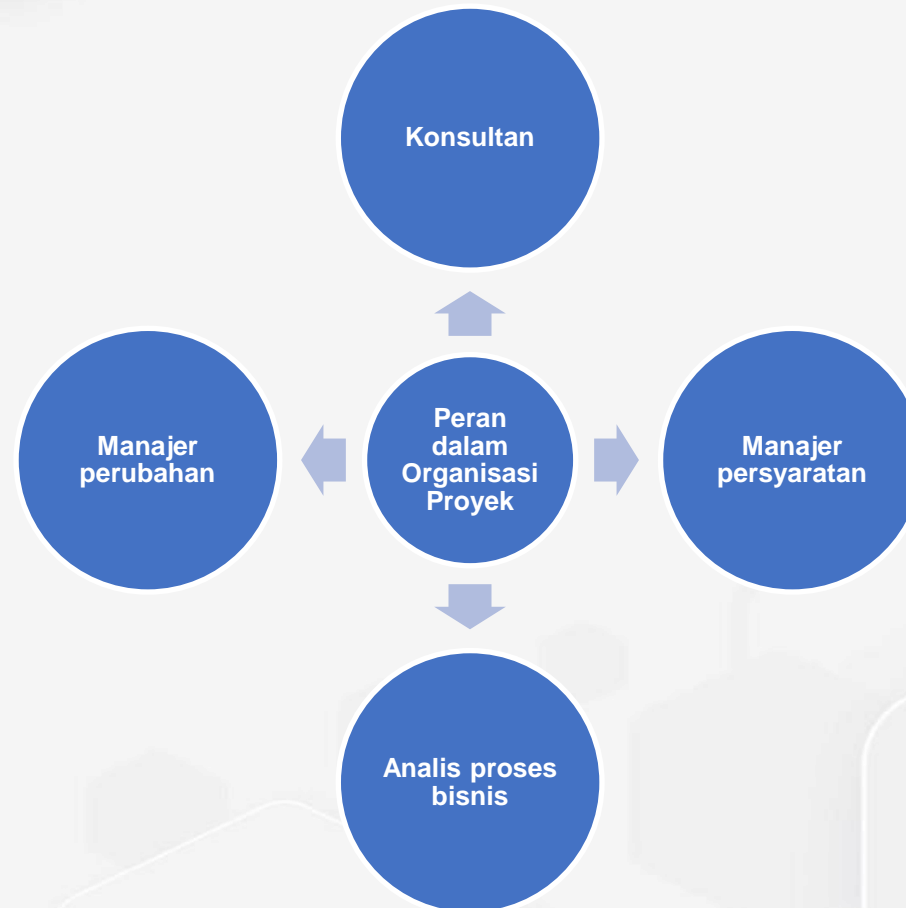 Konsultan
Manajer
perubahan
Peran
dalam
Organisasi
Proyek
Manajer
persyaratan
Analis proses
bisnis